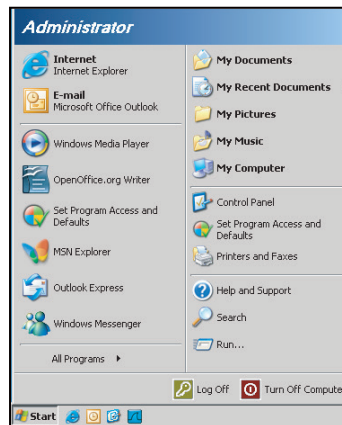 Administrator
Internet
Internet Explorer
E-mail
Microsoft Office Outlook
Windows Media Player
OpenOffice.org Writer
Set Program Access and
Defaults
MSN Explorer
Outlook Express
Windows Messenger
All Programs
My Documents
My Recent Documents
My Pictures
My Music
My Computer
Control Panel
Set Program Access and
Defaults
Printers and Faxes
Help and Support
Search
Run...
Log Off
Turn Off Compute
Start